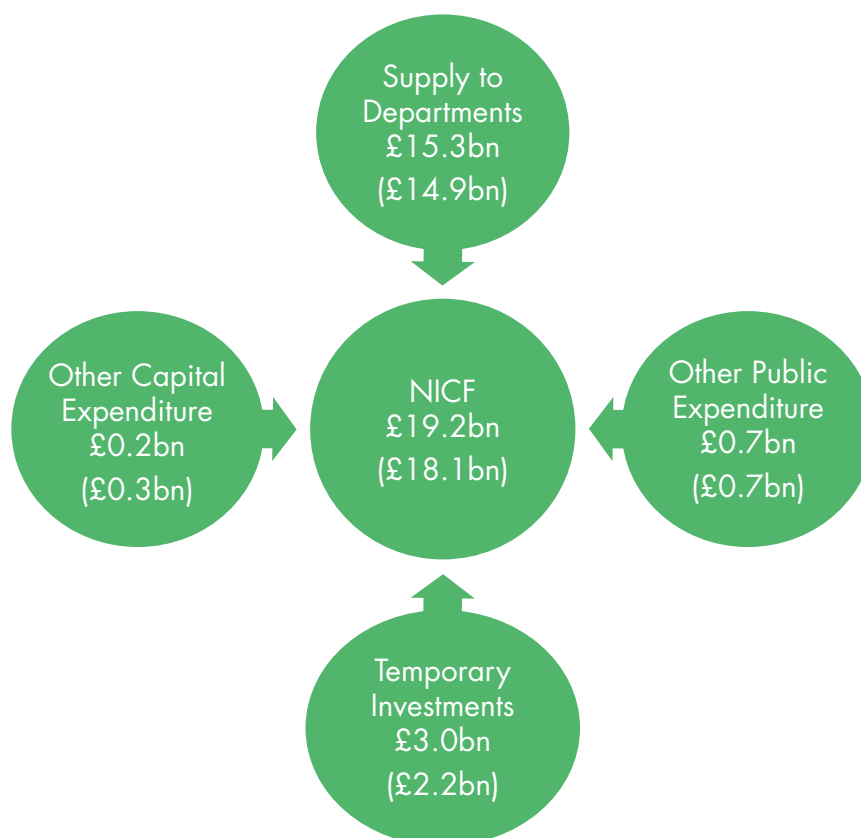 Supply to
Departments
£15.3bn
(£14.9bn)
Other Capital
Expenditure
£0.2bn
(£0.3bn)
NICF
£19.2bn
(£18.1bn)
Other Public
Expenditure
£0.7bn
(£0.7bn)
Temporary
Investments
£3.0bn
(£2.2bn)